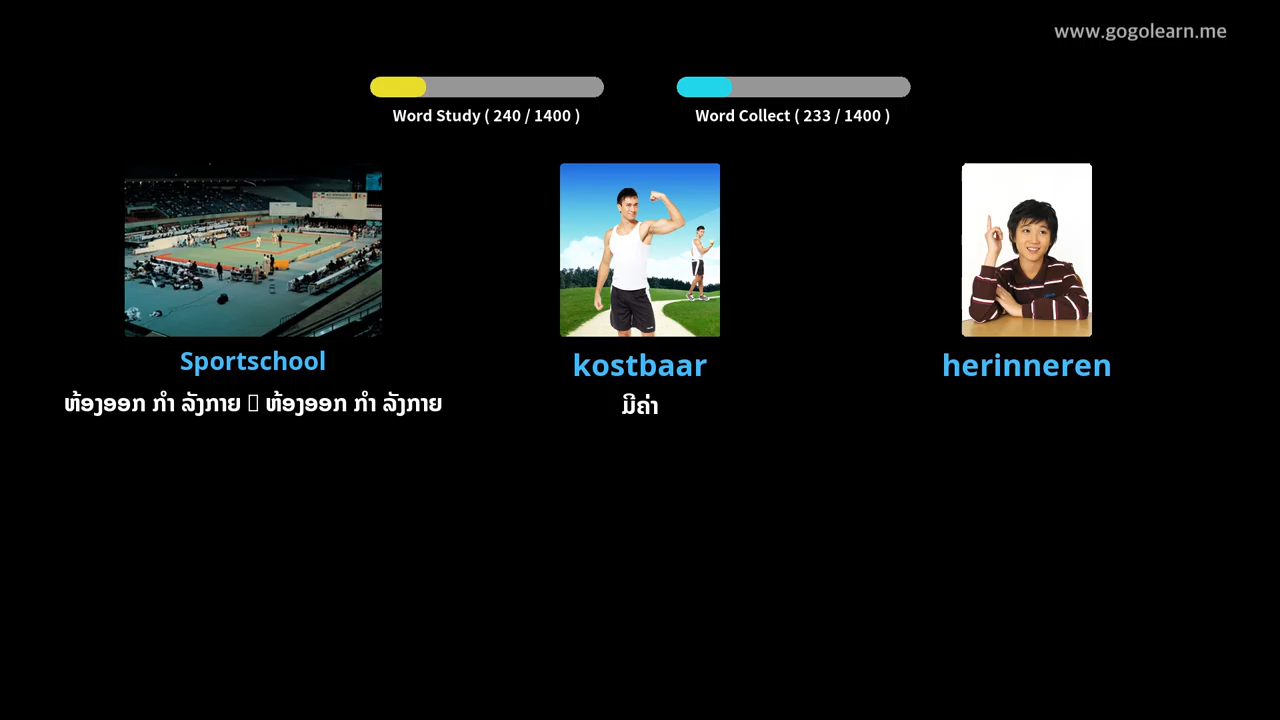 www.gogolearn.me
Word Study ( 240 / 1400 )
Word Collect ( 233 / 1400 )
Sportschool
kostbaar
herinneren
ຫ້ອງອອກ ກຳ ລັງກາຍ ▯ ຫ້ອງອອກ ກຳ ລັງກາຍ
ມີຄ່າ